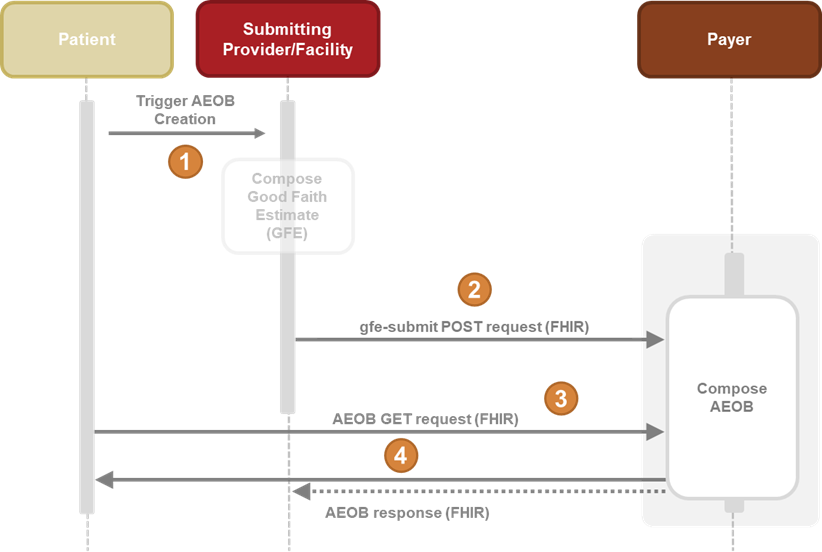 Patient
Submitting
Provider/Facility
Payer
Trigger AEOB
Creation
1
Compose
Good Faith
Estimate
(GFE)
2
gfe-submit POST request (FHIR)
Compose
AEOB
3
AEOB GET request (FHIR)
4
AEOB response (FHIR)